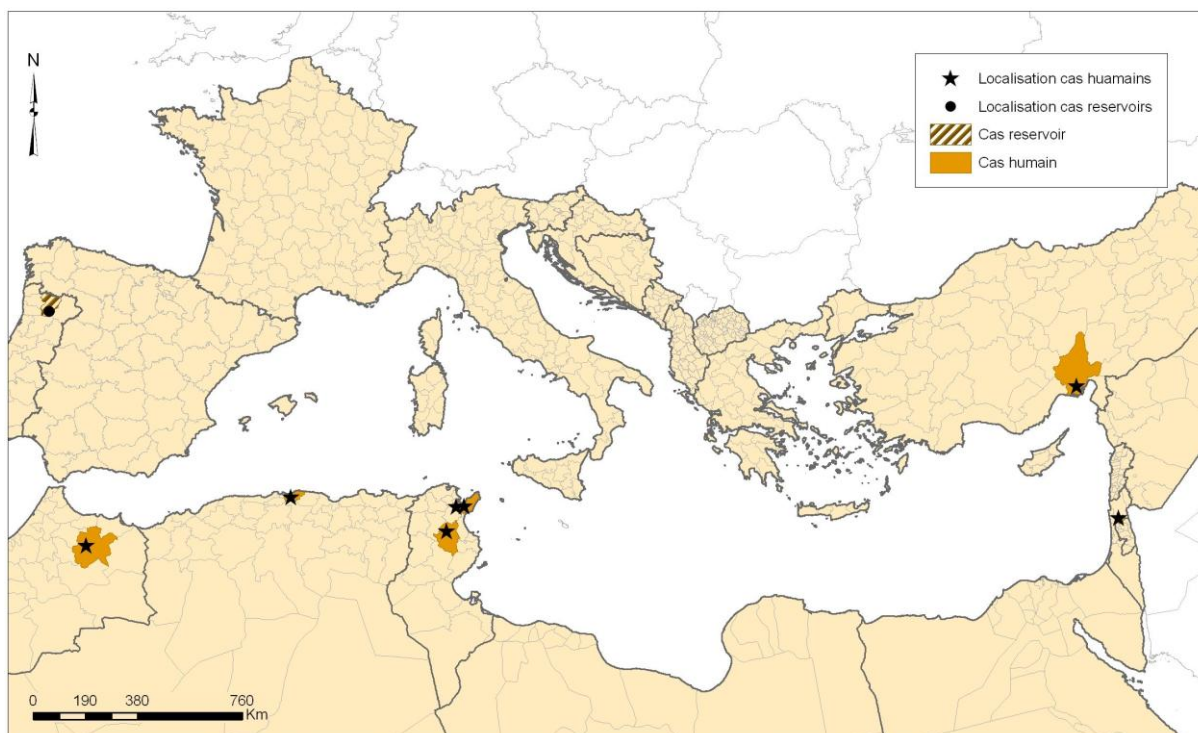 N
Localisation cas huamains
Localisation cas reservoirs
Cas reservoir
Cas humain
0 190 380 760
Km